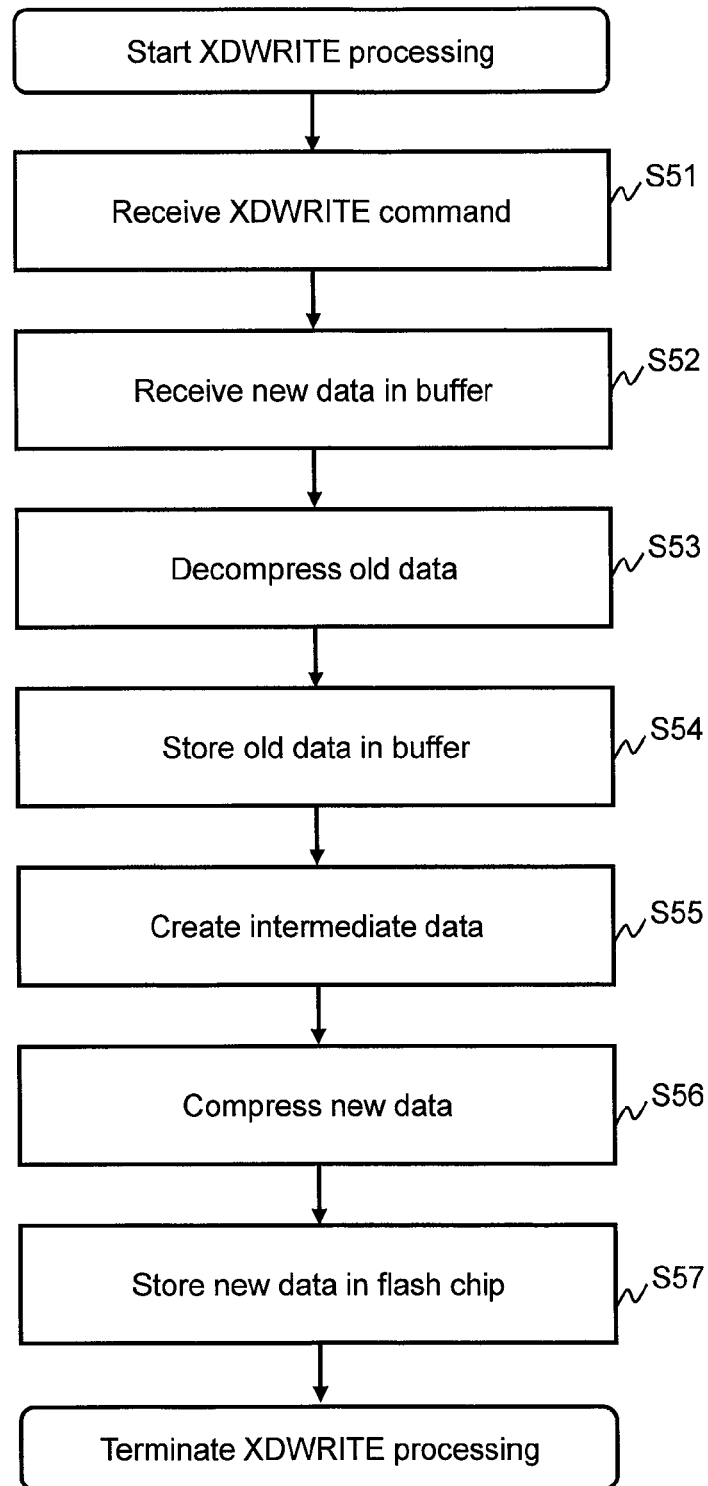 Start XDWRITE processing
S51
Receive XDWRITE command
S52
Receive new data in buffer
S53
Decompress old data
S54
Store old data in buffer
S55
Create intermediate data
S56
Compress new data
S57
Store new data in flash chip
Terminate XDWRITE processing